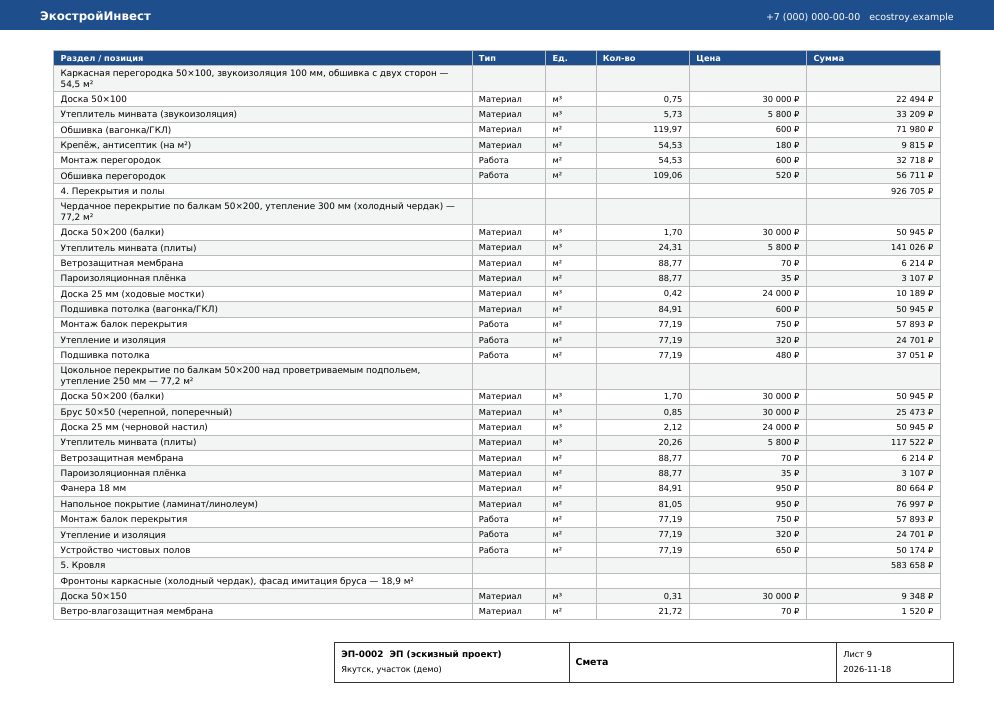 ЭкостройИнвест
+7 (000) 000-00-00 ecostroy.example
Раздел / позиция Тип Ед. Кол-во Цена Сумма
Каркасная перегородка 50×100, звукоизоляция 100 мм, обшивка с двух сторон —
54,5 м²
Доска 50×100 Материал м³ 0,75 30 000 ₽ 22 494 ₽
Утеплитель минвата (звукоизоляция) Материал м³ 5,73 5 800 ₽ 33 209 ₽
Обшивка (вагонка/ГКЛ) Материал м² 119,97 600 ₽ 71 980 ₽
Крепёж, антисептик (на м²) Материал м² 54,53 180 ₽ 9 815 ₽
Монтаж перегородок Работа м² 54,53 600 ₽ 32 718 ₽
Обшивка перегородок Работа м² 109,06 520 ₽ 56 711 ₽
4. Перекрытия и полы 926 705 ₽
Чердачное перекрытие по балкам 50×200, утепление 300 мм (холодный чердак) —
77,2 м²
Доска 50×200 (балки) Материал м³ 1,70 30 000 ₽ 50 945 ₽
Утеплитель минвата (плиты) Материал м³ 24,31 5 800 ₽ 141 026 ₽
Ветрозащитная мембрана Материал м² 88,77 70 ₽ 6 214 ₽
Пароизоляционная плёнка Материал м² 88,77 35 ₽ 3 107 ₽
Доска 25 мм (ходовые мостки) Материал м³ 0,42 24 000 ₽ 10 189 ₽
Подшивка потолка (вагонка/ГКЛ) Материал м² 84,91 600 ₽ 50 945 ₽
Монтаж балок перекрытия Работа м² 77,19 750 ₽ 57 893 ₽
Утепление и изоляция Работа м² 77,19 320 ₽ 24 701 ₽
Подшивка потолка Работа м² 77,19 480 ₽ 37 051 ₽
Цокольное перекрытие по балкам 50×200 над проветриваемым подпольем,
утепление 250 мм — 77,2 м²
Доска 50×200 (балки) Материал м³ 1,70 30 000 ₽ 50 945 ₽
Брус 50×50 (черепной, поперечный) Материал м³ 0,85 30 000 ₽ 25 473 ₽
Доска 25 мм (черновой настил) Материал м³ 2,12 24 000 ₽ 50 945 ₽
Утеплитель минвата (плиты) Материал м³ 20,26 5 800 ₽ 117 522 ₽
Ветрозащитная мембрана Материал м² 88,77 70 ₽ 6 214 ₽
Пароизоляционная плёнка Материал м² 88,77 35 ₽ 3 107 ₽
Фанера 18 мм Материал м² 84,91 950 ₽ 80 664 ₽
Напольное покрытие (ламинат/линолеум) Материал м² 81,05 950 ₽ 76 997 ₽
Монтаж балок перекрытия Работа м² 77,19 750 ₽ 57 893 ₽
Утепление и изоляция Работа м² 77,19 320 ₽ 24 701 ₽
Устройство чистовых полов Работа м² 77,19 650 ₽ 50 174 ₽
5. Кровля 583 658 ₽
Фронтоны каркасные (холодный чердак), фасад имитация бруса — 18,9 м²
Доска 50×150 Материал м³ 0,31 30 000 ₽ 9 348 ₽
Ветро-влагозащитная мембрана Материал м² 21,72 70 ₽ 1 520 ₽
ЭП-0002 ЭП (эскизный проект)
Якутск, участок (демо)
Смета
Лист 9
2026-11-18